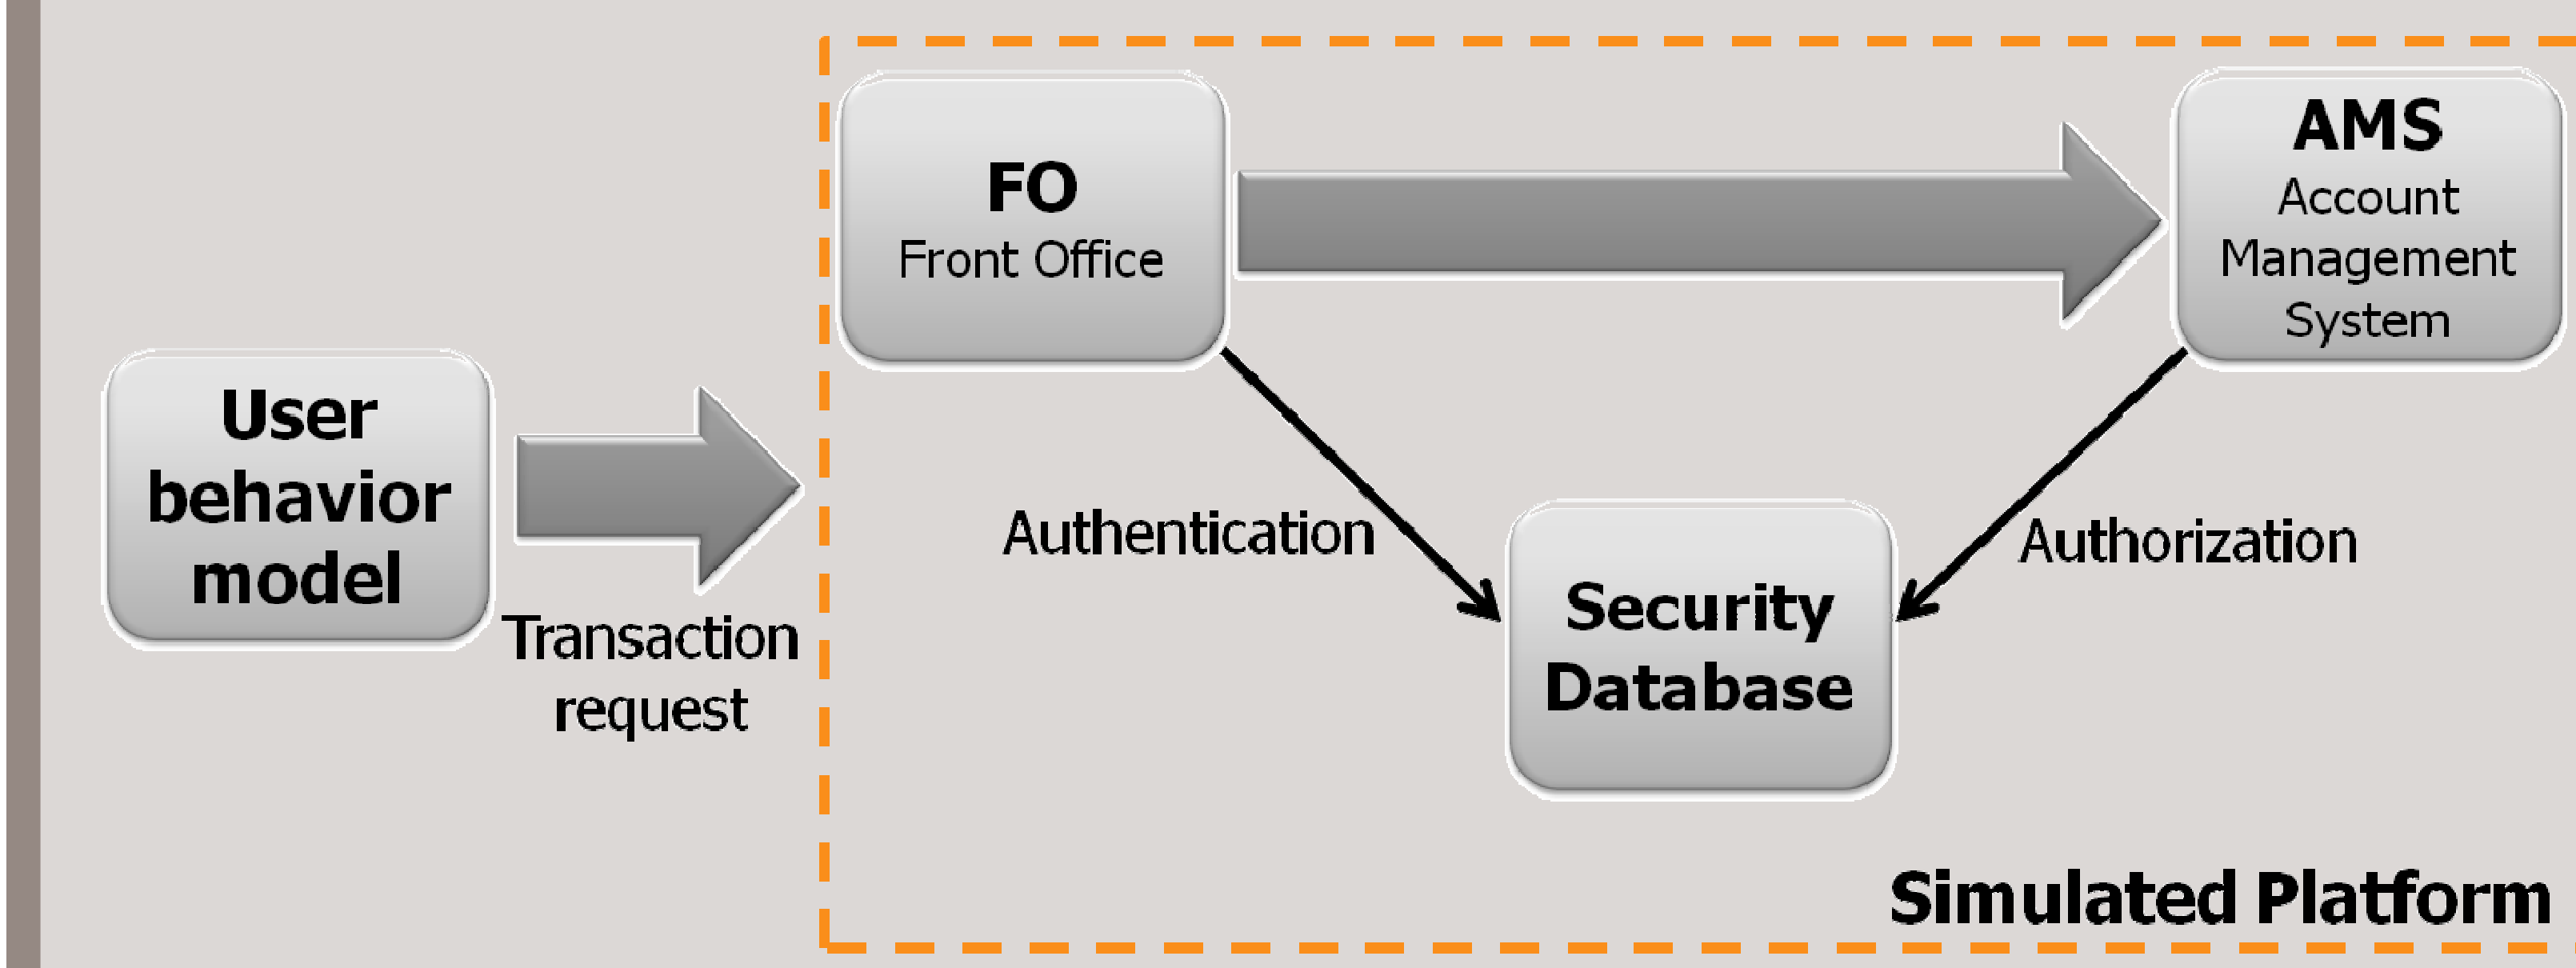 User
behavior
model
Transaction
request
FO
Front Office
AMS
Account
Management
System
Authentication
Authorization
Security
Database
Simulated Platform